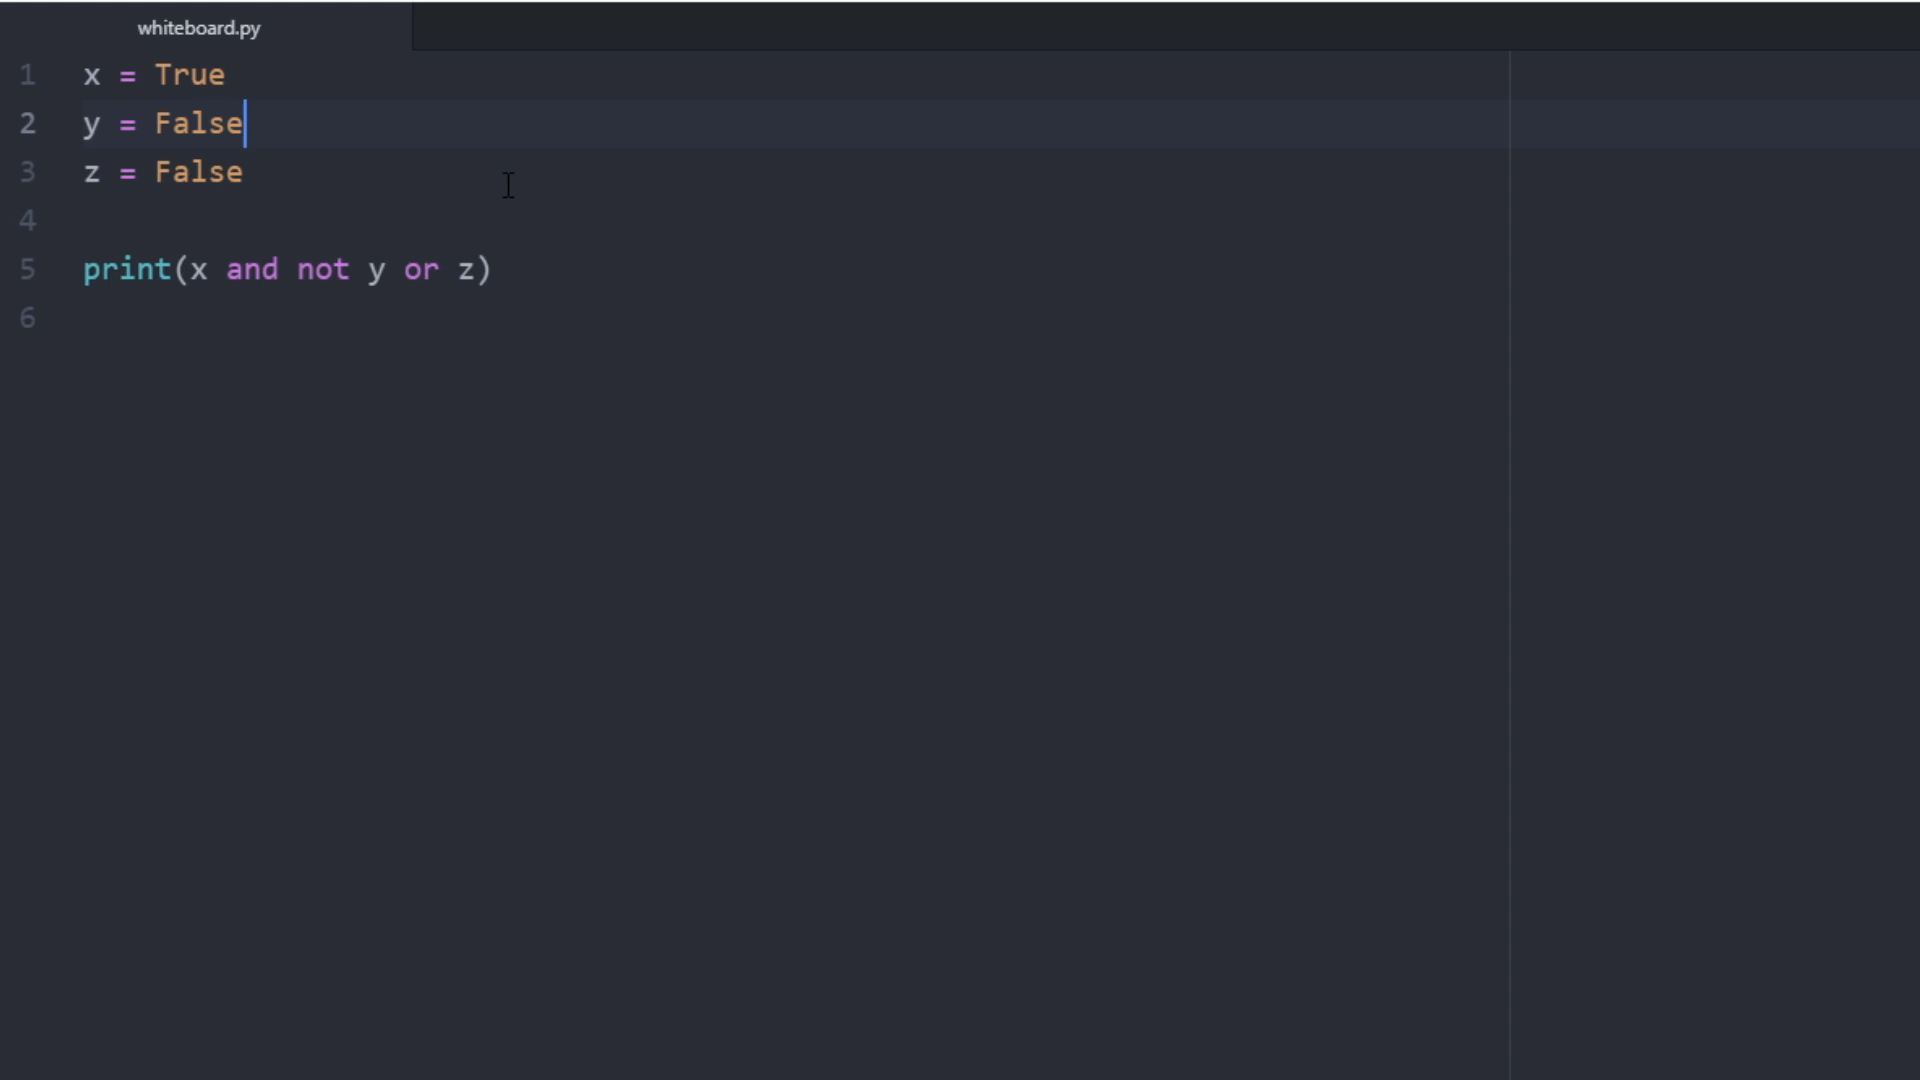 whiteboard.py
1 x = True
2 y = False
3 z = False
4
5 print(x and not y or z)
6